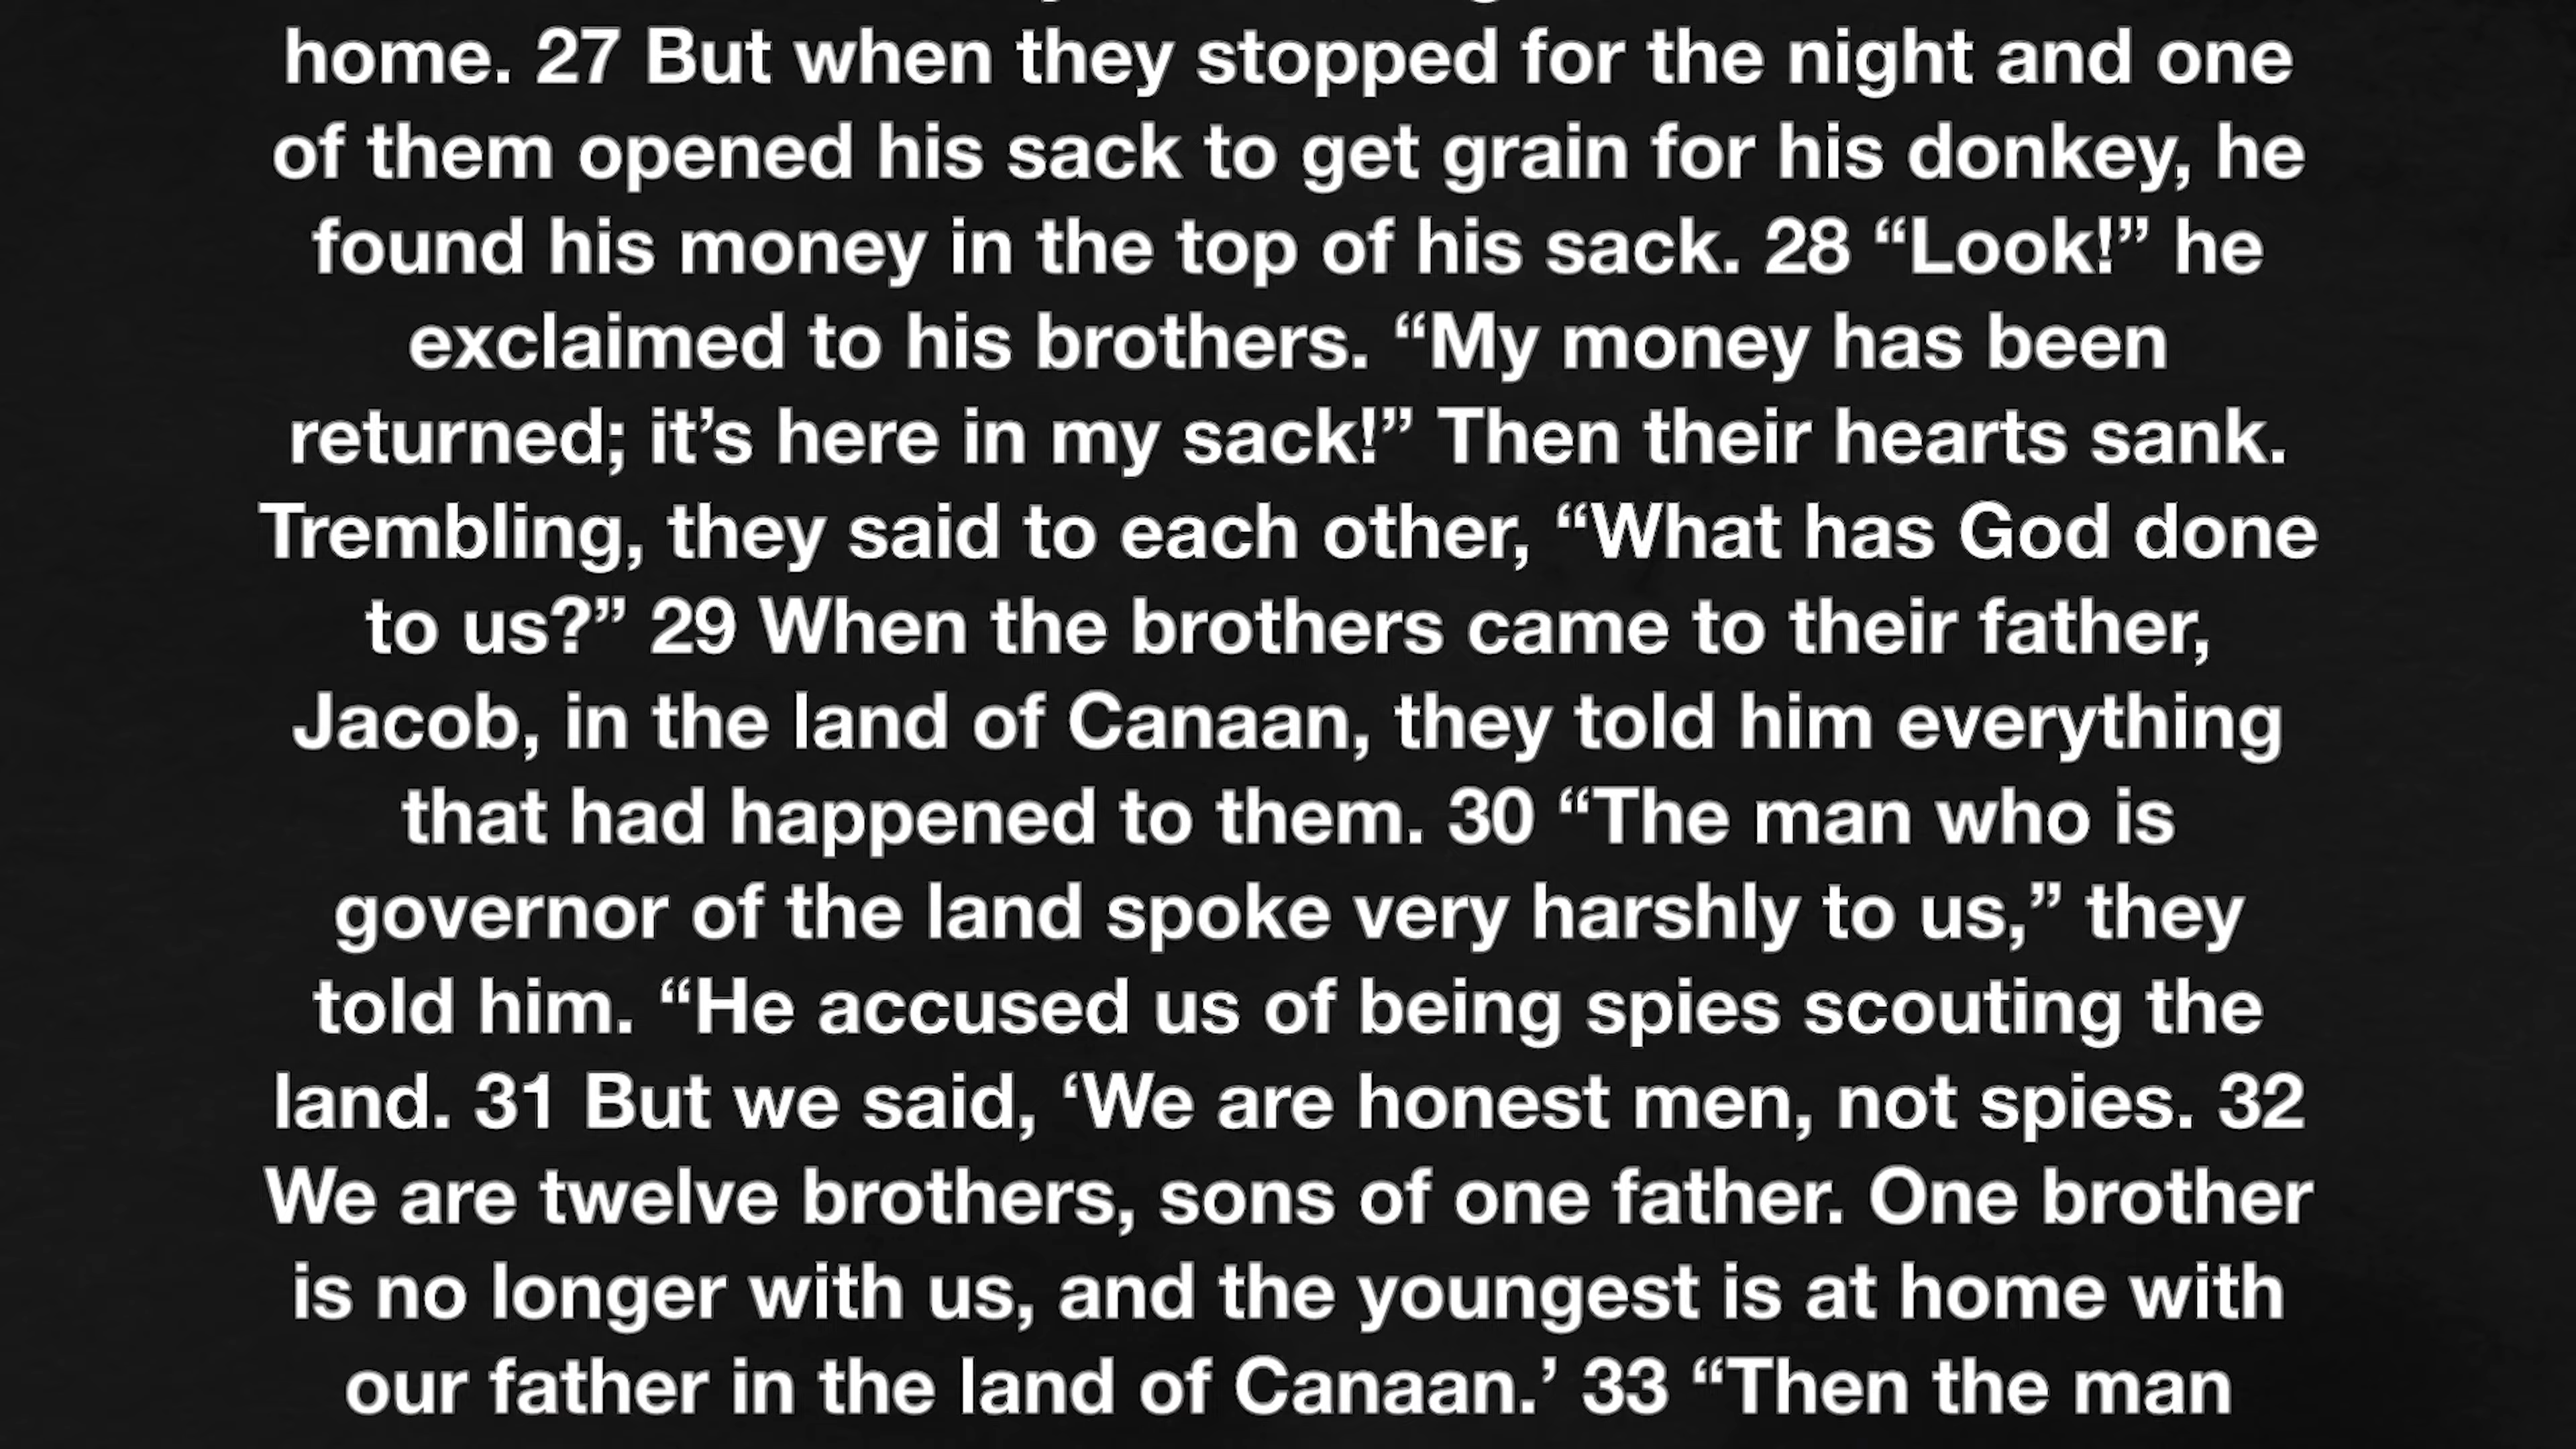 home. 27 But when they stopped for the night and one
of them opened his sack to get grain for his donkey, he
found his money in the top of his sack. 28 “Look!” he
exclaimed to his brothers. “My money has been
returned; it’s here in my sack!” Then their hearts sank.
Trembling, they said to each other, “What has God done
to us?” 29 When the brothers came to their father,
Jacob, in the land of Canaan, they told him everything
that had happened to them. 30 “The man who is
governor of the land spoke very harshly to us,” they
told him. “He accused us of being spies scouting the
land. 31 But we said, ‘We are honest men, not spies. 32
We are twelve brothers, sons of one father. One brother
is no longer with us, and the youngest is at home with
our father in the land of Canaan.’ 33 “Then the man